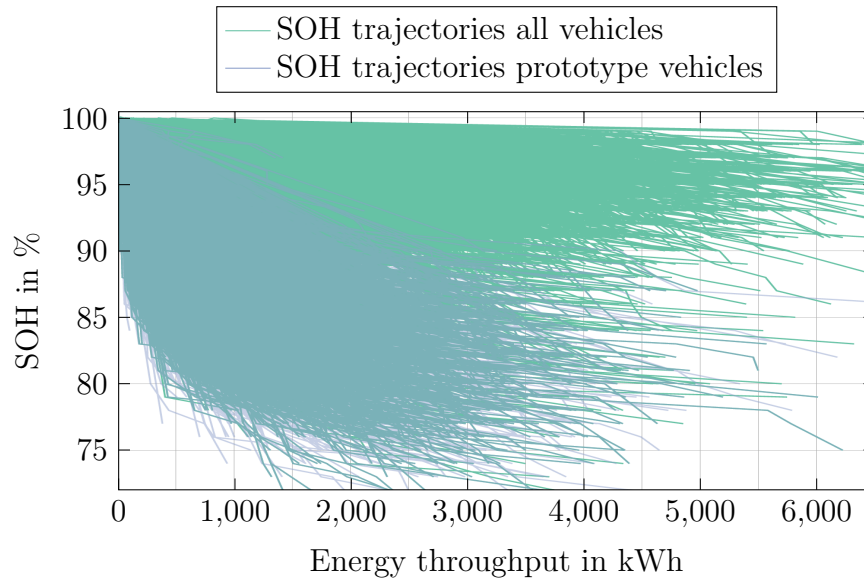 SOH trajectories all vehicles
SOH trajectories prototype vehicles
100
95
90
85
80
75
SOH in %
0 1,000 2,000 3,000 4,000 5,000 6,000
Energy throughput in kWh